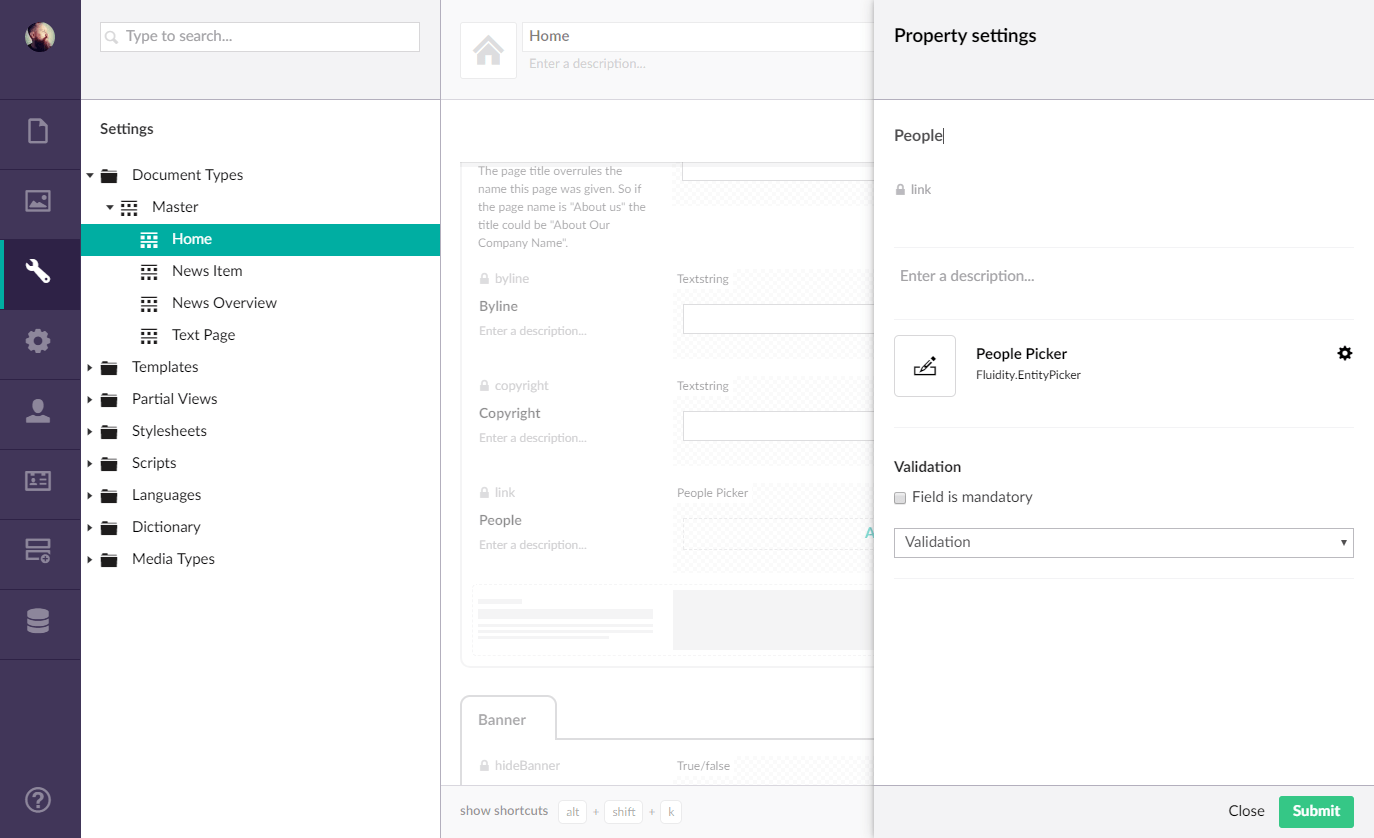 Type to search...
Settings
Document Types
Master
Home
News Item
News Overview
Text Page
Templates
Partial Views
Stylesheets
Scripts
Languages
Dictionary
Media Types
Home
Enter a description...
The page title overrules the
name this page was given. So if
the page name is "About us" the
title could be "About Our
Company Name".
byline
Textstring
Byline
Enter a description...
copyright
Textstring
Copyright
Enter a description...
link
People Picker
People
Enter a description...
A
Banner
hideBanner
True/false
show shortcuts alt + shift + k
Property settings
People
link
Enter a description...
People Picker
Fluidity.EntityPicker
Validation
Field is mandatory
Validation
Close
Submit